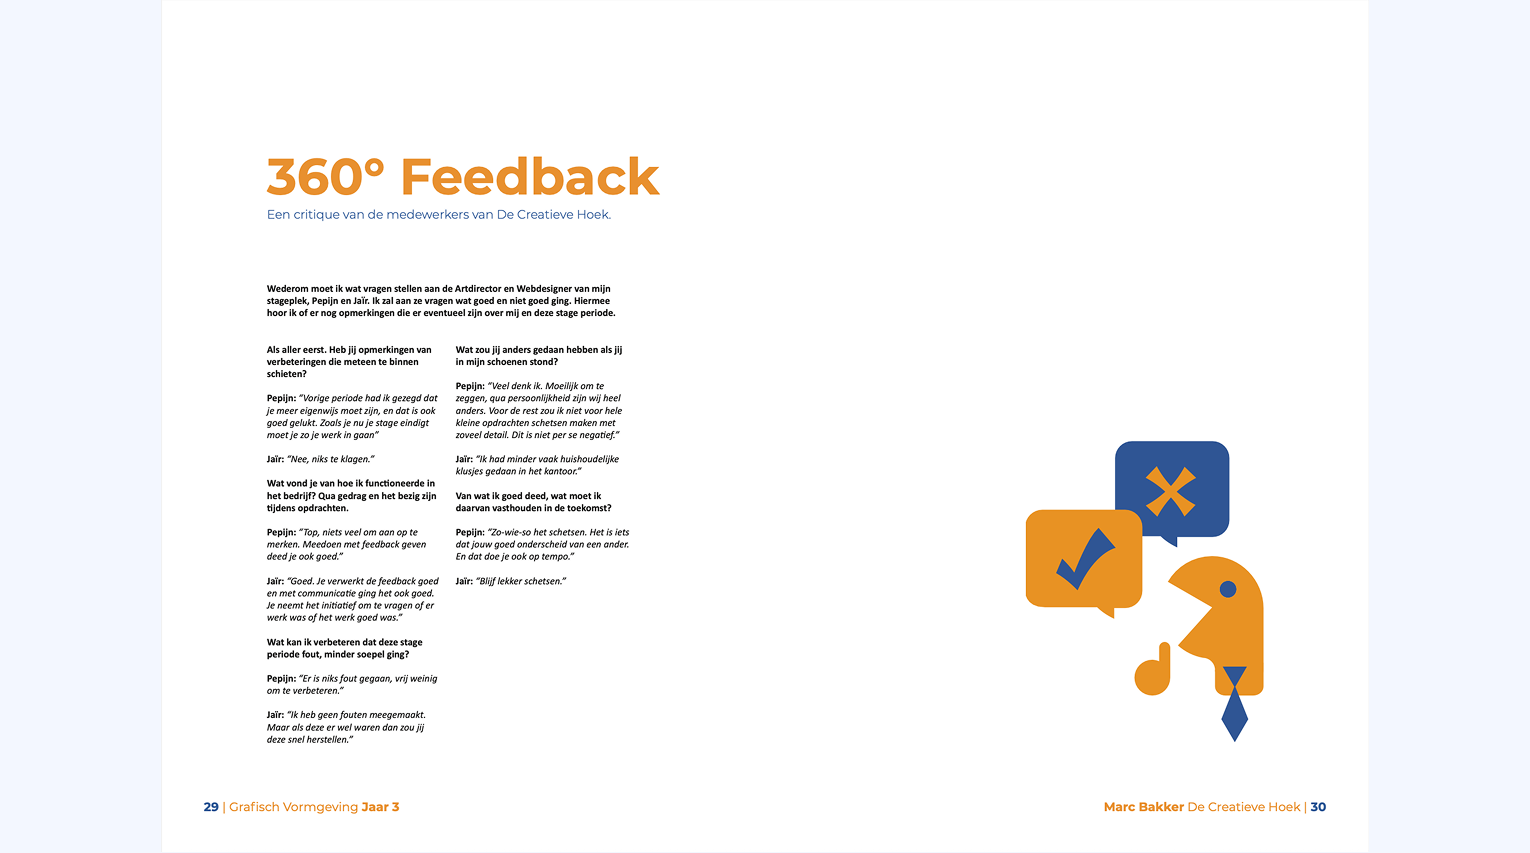 360° Feedback
Een critique van de medewerkers van De Creatieve Hoek.
Wederom moet ik wat vragen stellen aan de Artdirector en Webdesigner van mijn
stageplek, Pepijn en Jaïr. Ik zal aan ze vragen wat goed en niet goed ging. Hiermee
hoor ik of er nog opmerkingen die er eventueel zijn over mij en deze stage periode.
Als aller eerst. Heb jij opmerkingen van
verbeteringen die meteen te binnen
schieten?
Pepijn: “Vorige periode had ik gezegd dat
je meer eigenwijs moet zijn, en dat is ook
goed gelukt. Zoals je nu je stage eindigt
moet je zo je werk in gaan”
Jaïr: “Nee, niks te klagen.“
Wat vond je van hoe ik functioneerde in
het bedrijf? Qua gedrag en het bezig zijn
tijdens opdrachten.
Pepijn: “Top, niets veel om aan op te
merken. Meedoen met feedback geven
deed je ook goed.”
Jaïr: “Goed. Je verwerkt de feedback goed
en met communicatie ging het ook goed.
Je neemt het initiatief om te vragen of er
werk was of het werk goed was.”
Wat kan ik verbeteren dat deze stage
periode fout, minder soepel ging?
Pepijn: “Er is niks fout gegaan, vrij weinig
om te verbeteren.”
Jaïr: “Ik heb geen fouten meegemaakt.
Maar als deze er wel waren dan zou jij
deze snel herstellen.”
Wat zou jij anders gedaan hebben als jij
in mijn schoenen stond?
Pepijn: “Veel denk ik. Moeilijk om te
zeggen, qua persoonlijkheid zijn wij heel
anders. Voor de rest zou ik niet voor hele
kleine opdrachten schetsen maken met
zoveel detail. Dit is niet per se negatief.”
Jaïr: “Ik had minder vaak huishoudelijke
klusjes gedaan in het kantoor.”
Van wat ik goed deed, wat moet ik
daarvan vasthouden in de toekomst?
Pepijn: “Zo-wie-so het schetsen. Het is iets
dat jouw goed onderscheid van een ander.
En dat doe je ook op tempo.”
Jaïr: “Blijf lekker schetsen.”
29 | Grafisch Vormgeving Jaar 3
Marc Bakker De Creatieve Hoek | 30